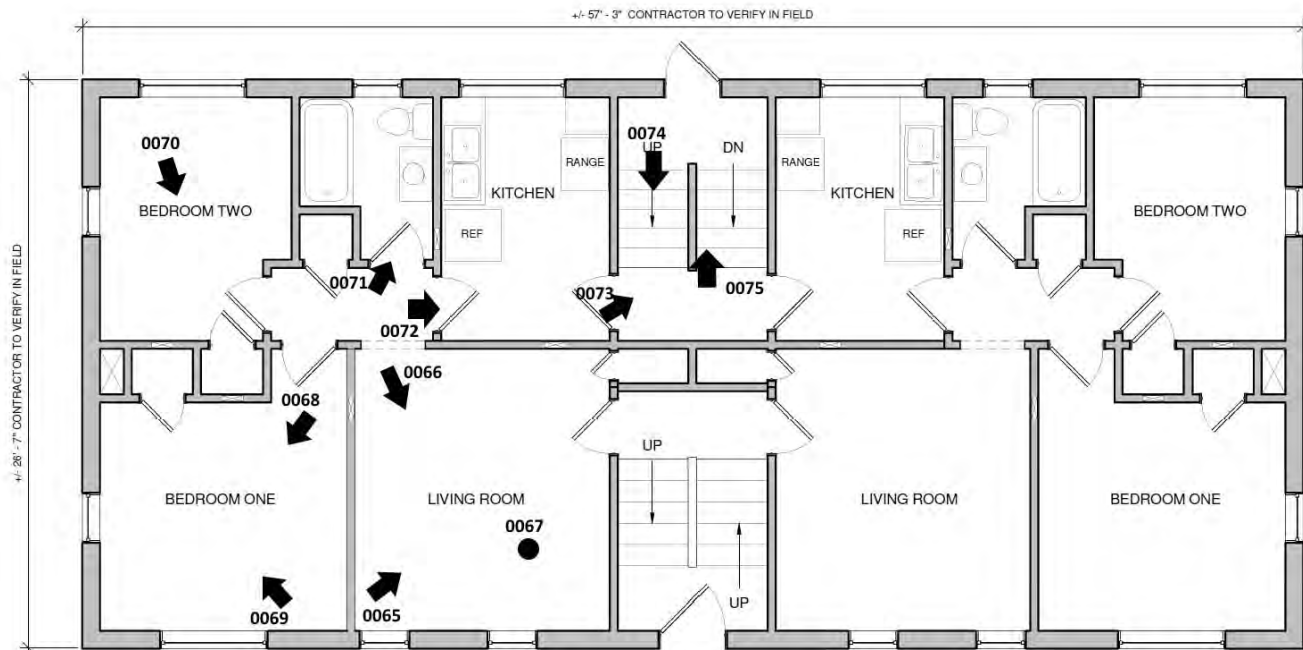 +/- 57' - 3" CONTRACTOR TO VERIFY IN FIELD
+/- 26' - 7" CONTRACTOR TO VERIFY IN FIELD
0070
BEDROOM TWO
0071
0072
KITCHEN
RANGE
REF
0073
0074
UP
DN
0075
RANGE
KITCHEN
REF
BEDROOM TWO
0068
BEDROOM ONE
0069
0066
LIVING ROOM
0067
0065
UP
UP
LIVING ROOM
BEDROOM ONE